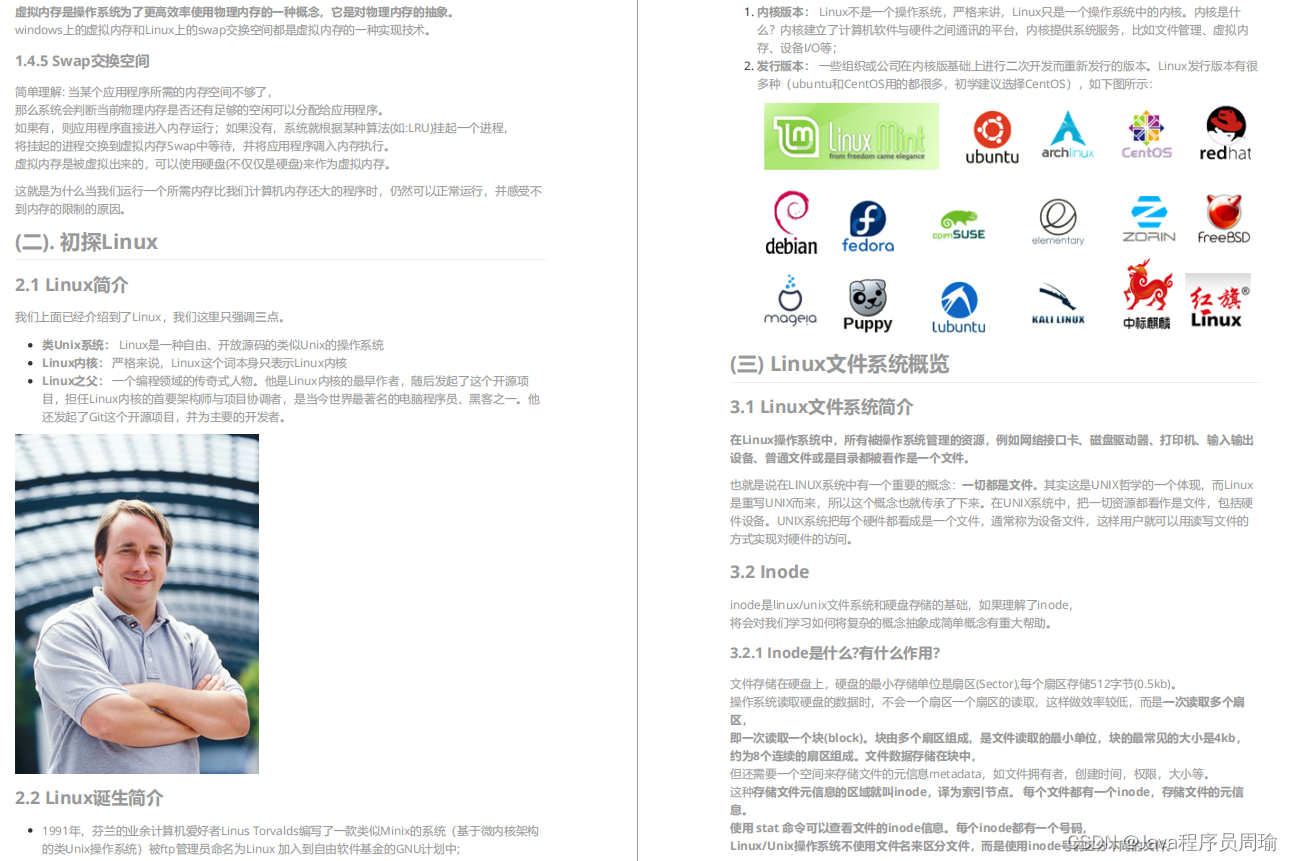 虚拟内存是操作系统为了更高效率使用物理内存的一种概念，它是对物理内存的抽象。
windows上的虚拟内存和Linux上的swap交换空间都是虚拟内存的一种实现技术。
1.4.5 Swap交换空间
简单理解: 当某个应用程序所需的内存空间不够了，
那么系统会判断当前物理内存是否还有足够的空闲可以分配给应用程序。
如果有，则应用程序直接进入内存运行；如果没有，系统就根据某种算法(如:LRU)挂起一个进程，
将挂起的进程交换到虚拟内存Swap中等待，并将应用程序调入内存执行。
虚拟内存是被虚拟出来的，可以使用硬盘(不仅仅是硬盘)来作为虚拟内存。
这就是为什么当我们运行一个所需内存比我们计算机内存还大的程序时，仍然可以正常运行，并感受不
到内存的限制的原因。
(二). 初探Linux
2.1 Linux简介
我们上面已经介绍到了Linux，我们这里只强调三点。
• 类Unix系统： Linux是一种自由、开放源码的类似Unix的操作系统
• Linux内核： 严格来说，Linux这个词本身只表示Linux内核
• Linux之父： 一个编程领域的传奇式人物。他是Linux内核的最早作者，随后发起了这个开源项
目，担任Linux内核的首要架构师与项目协调者，是当今世界最著名的电脑程序员、黑客之一。他
还发起了Git这个开源项目，并为主要的开发者。
2.2 Linux诞生简介
• 1991年，芬兰的业余计算机爱好者Linus Torvalds编写了一款类似Minix的系统（基于微内核架构
的类Unix操作系统）被ftp管理员命名为Linux 加入到自由软件基金的GNU计划中;
1. 内核版本： Linux不是一个操作系统，严格来讲，Linux只是一个操作系统中的内核。内核是什
么？内核建立了计算机软件与硬件之间通讯的平台，内核提供系统服务，比如文件管理、虚拟内
存、设备I/O等；
2. 发行版本： 一些组织或公司在内核版基础上进行二次开发而重新发行的版本。Linux发行版本有很
多种（ubuntu和CentOS用的都很多，初学建议选择CentOS），如下图所示：
Linux Mint
from freedom came elegance
ubuntu
archlinux
CentOS
redhat
debian
fedora
openSUSE
elementary
ZORIN
FreeBSD
mageia
Puppy
Lubuntu
KALI LINUX
中标麒麟
红旗®
Linux
(三) Linux文件系统概览
3.1 Linux文件系统简介
在Linux操作系统中，所有被操作系统管理的资源，例如网络接口卡、磁盘驱动器、打印机、输入输出
设备、普通文件或是目录都被看作是一个文件。
也就是说在LINUX系统中有一个重要的概念：一切都是文件。其实这是UNIX哲学的一个体现，而Linux
是重写UNIX而来，所以这个概念也就传承了下来。在UNIX系统中，把一切资源都看作是文件，包括硬
件设备。UNIX系统把每个硬件都看成是一个文件，通常称为设备文件，这样用户就可以用读写文件的
方式实现对硬件的访问。
3.2 Inode
inode是linux/unix文件系统和硬盘存储的基础，如果理解了inode，
将会对我们学习如何将复杂的概念抽象成简单概念有重大帮助。
3.2.1 Inode是什么?有什么作用?
文件存储在硬盘上，硬盘的最小存储单位是扇区(Sector),每个扇区存储512字节(0.5kb)。
操作系统读取硬盘的数据时，不会一个扇区一个扇区的读取，这样做效率较低，而是一次读取多个扇
区，
即一次读取一个块(block)。块由多个扇区组成，是文件读取的最小单位，块的最常见的大小是4kb，
约为8个连续的扇区组成。文件数据存储在块中，
但还需要一个空间来存储文件的元信息metadata，如文件拥有者，创建时间，权限，大小等。
这种存储文件元信息的区域就叫inode，译为索引节点。 每个文件都有一个inode，存储文件的元信
息。
使用 stat 命令可以查看文件的inode信息。每个inode都有一个号码，
Linux/Unix操作系统不使用文件名来区分文件，而是使用inode号码区分不同的文件。
CSDN @Java程序员周瑜